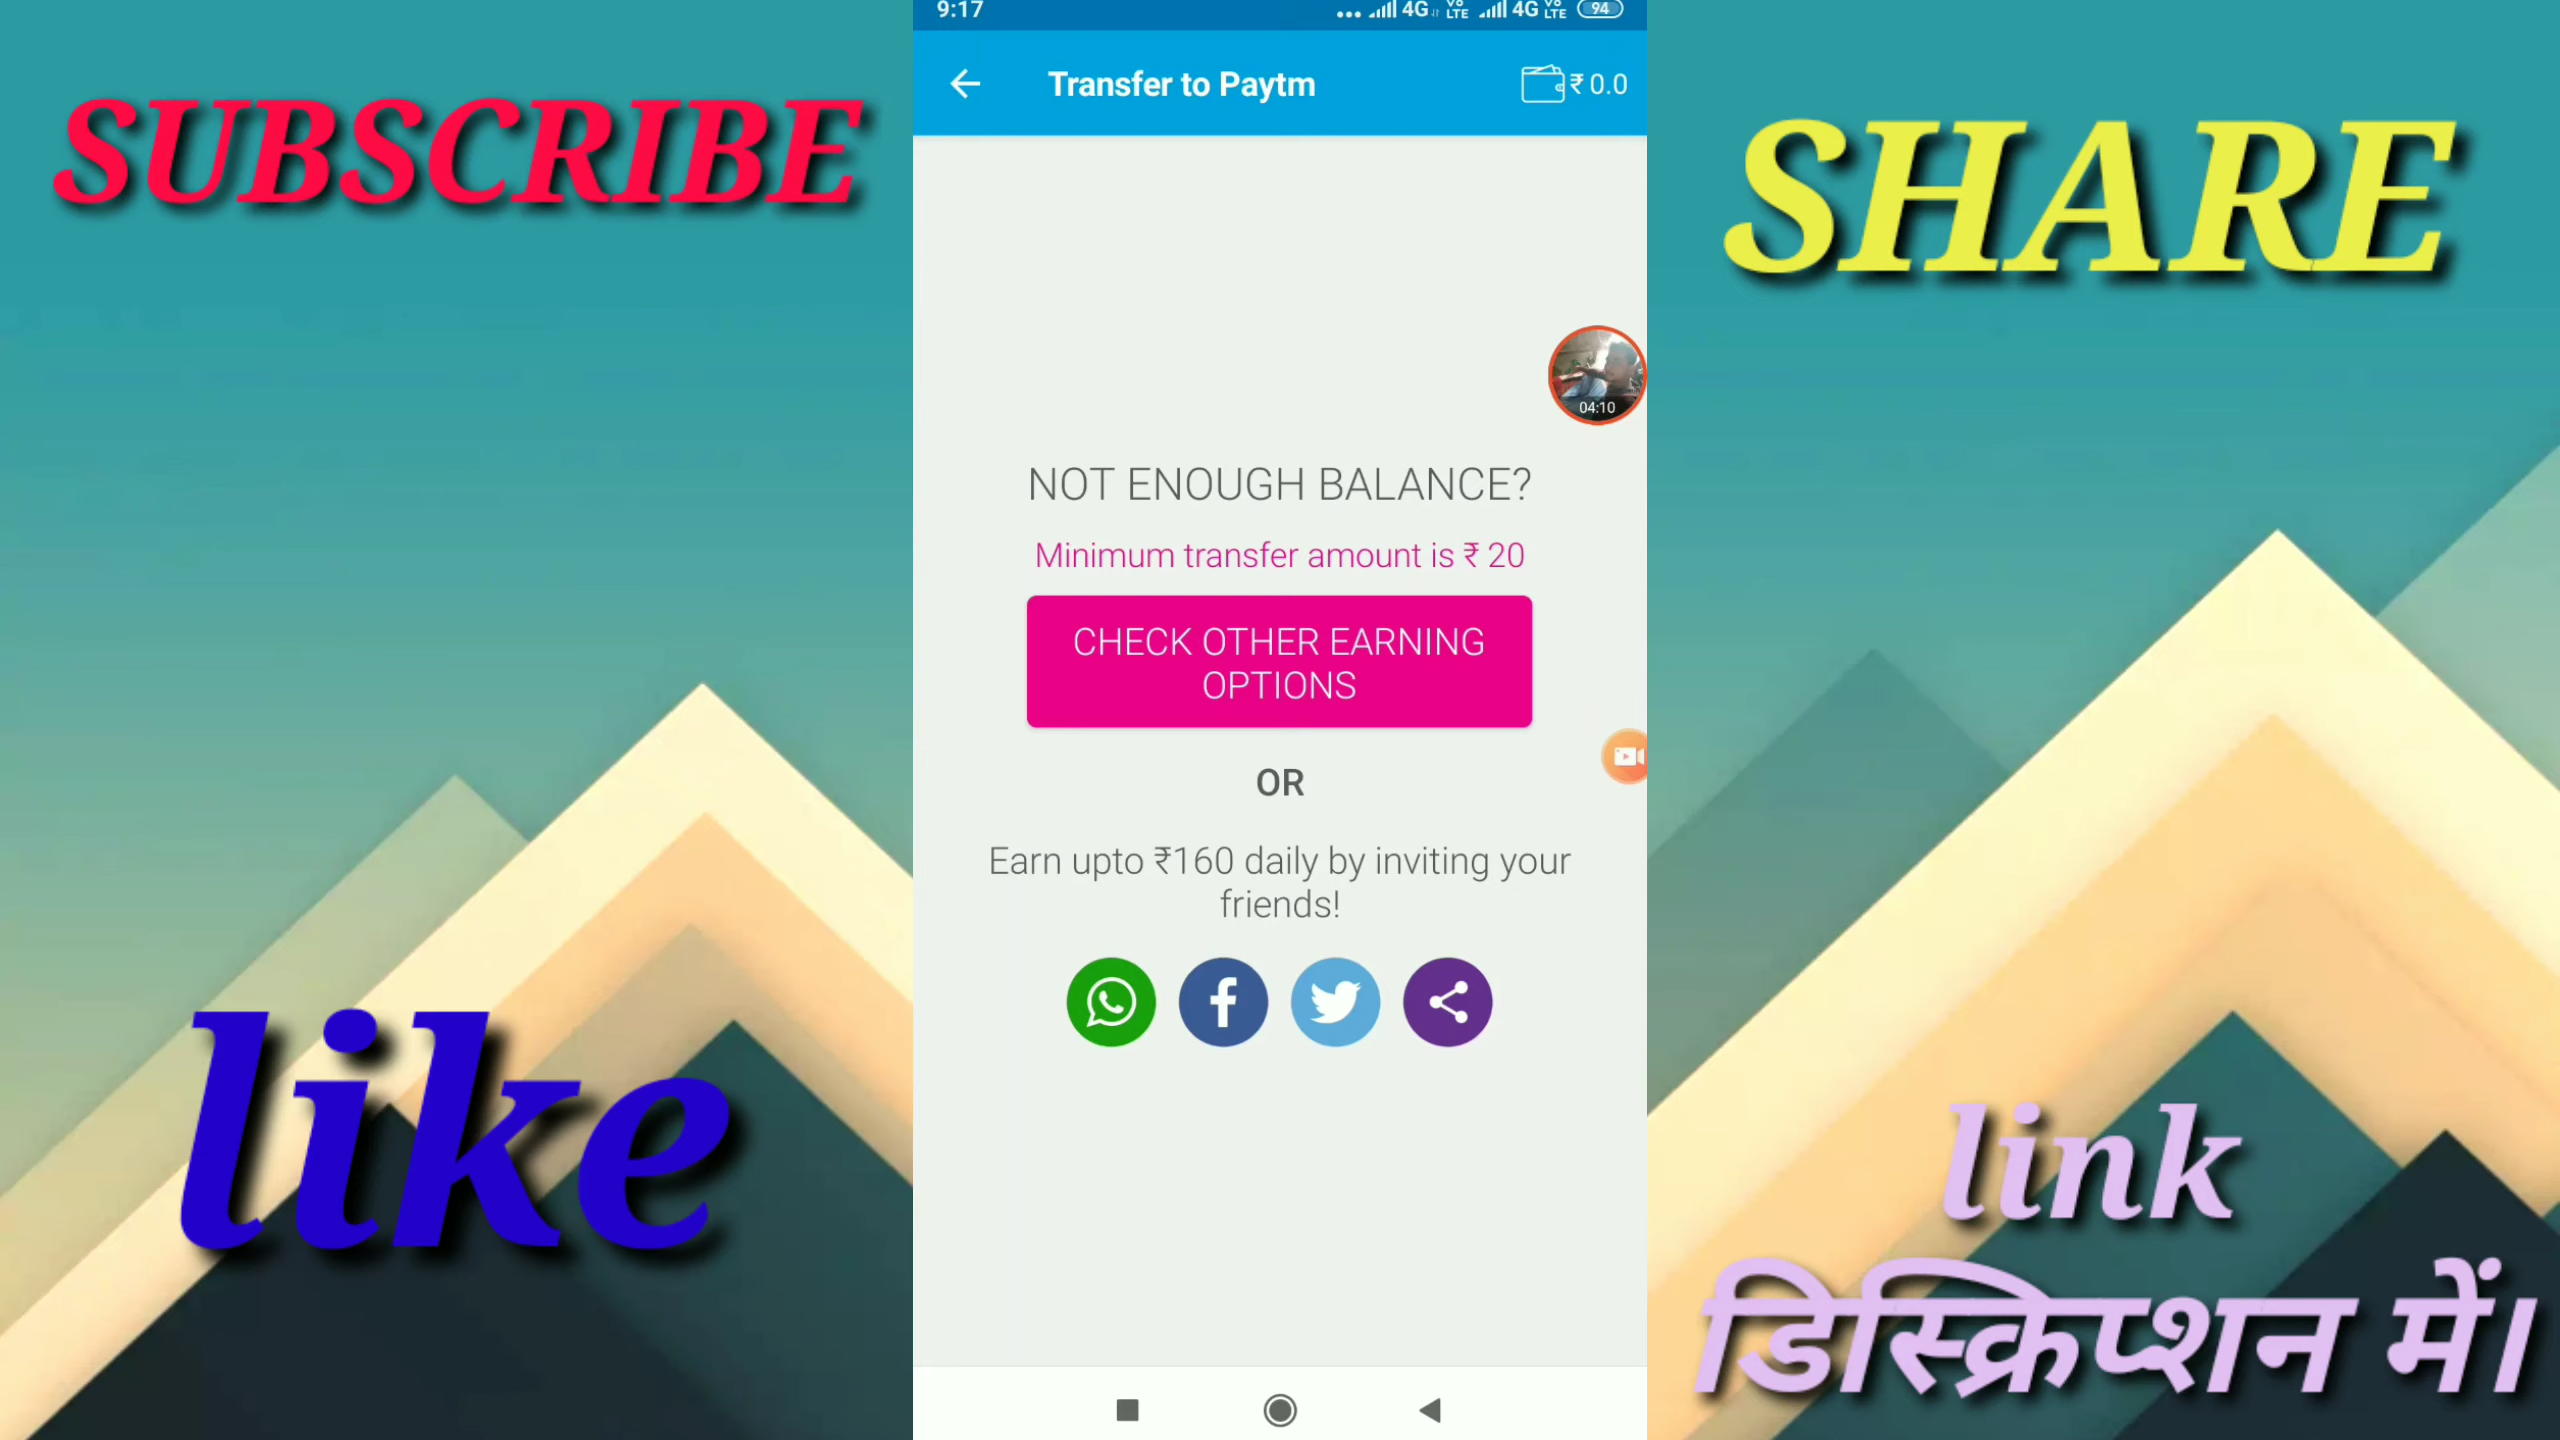 SUBSCRIBE
like
9:17
4G VoLTE 4G VoLTE 94
Transfer to Paytm
₹ 0.0
04:10
NOT ENOUGH BALANCE?
Minimum transfer amount is ₹ 20
CHECK OTHER EARNING
OPTIONS
OR
Earn upto ₹160 daily by inviting your
friends!
SHARE
link
डिस्क्रिप्शन में।